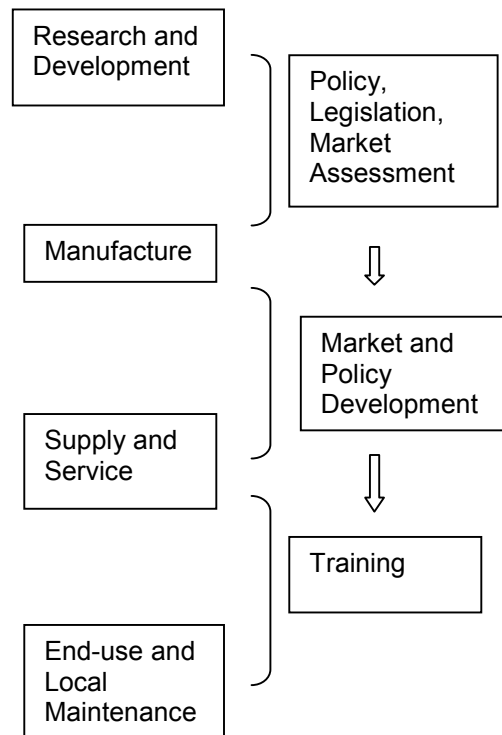 Research and
Development
Policy,
Legislation,
Market
Assessment
Manufacture
Market and
Policy
Development
Supply and
Service
Training
End-use and
Local
Maintenance